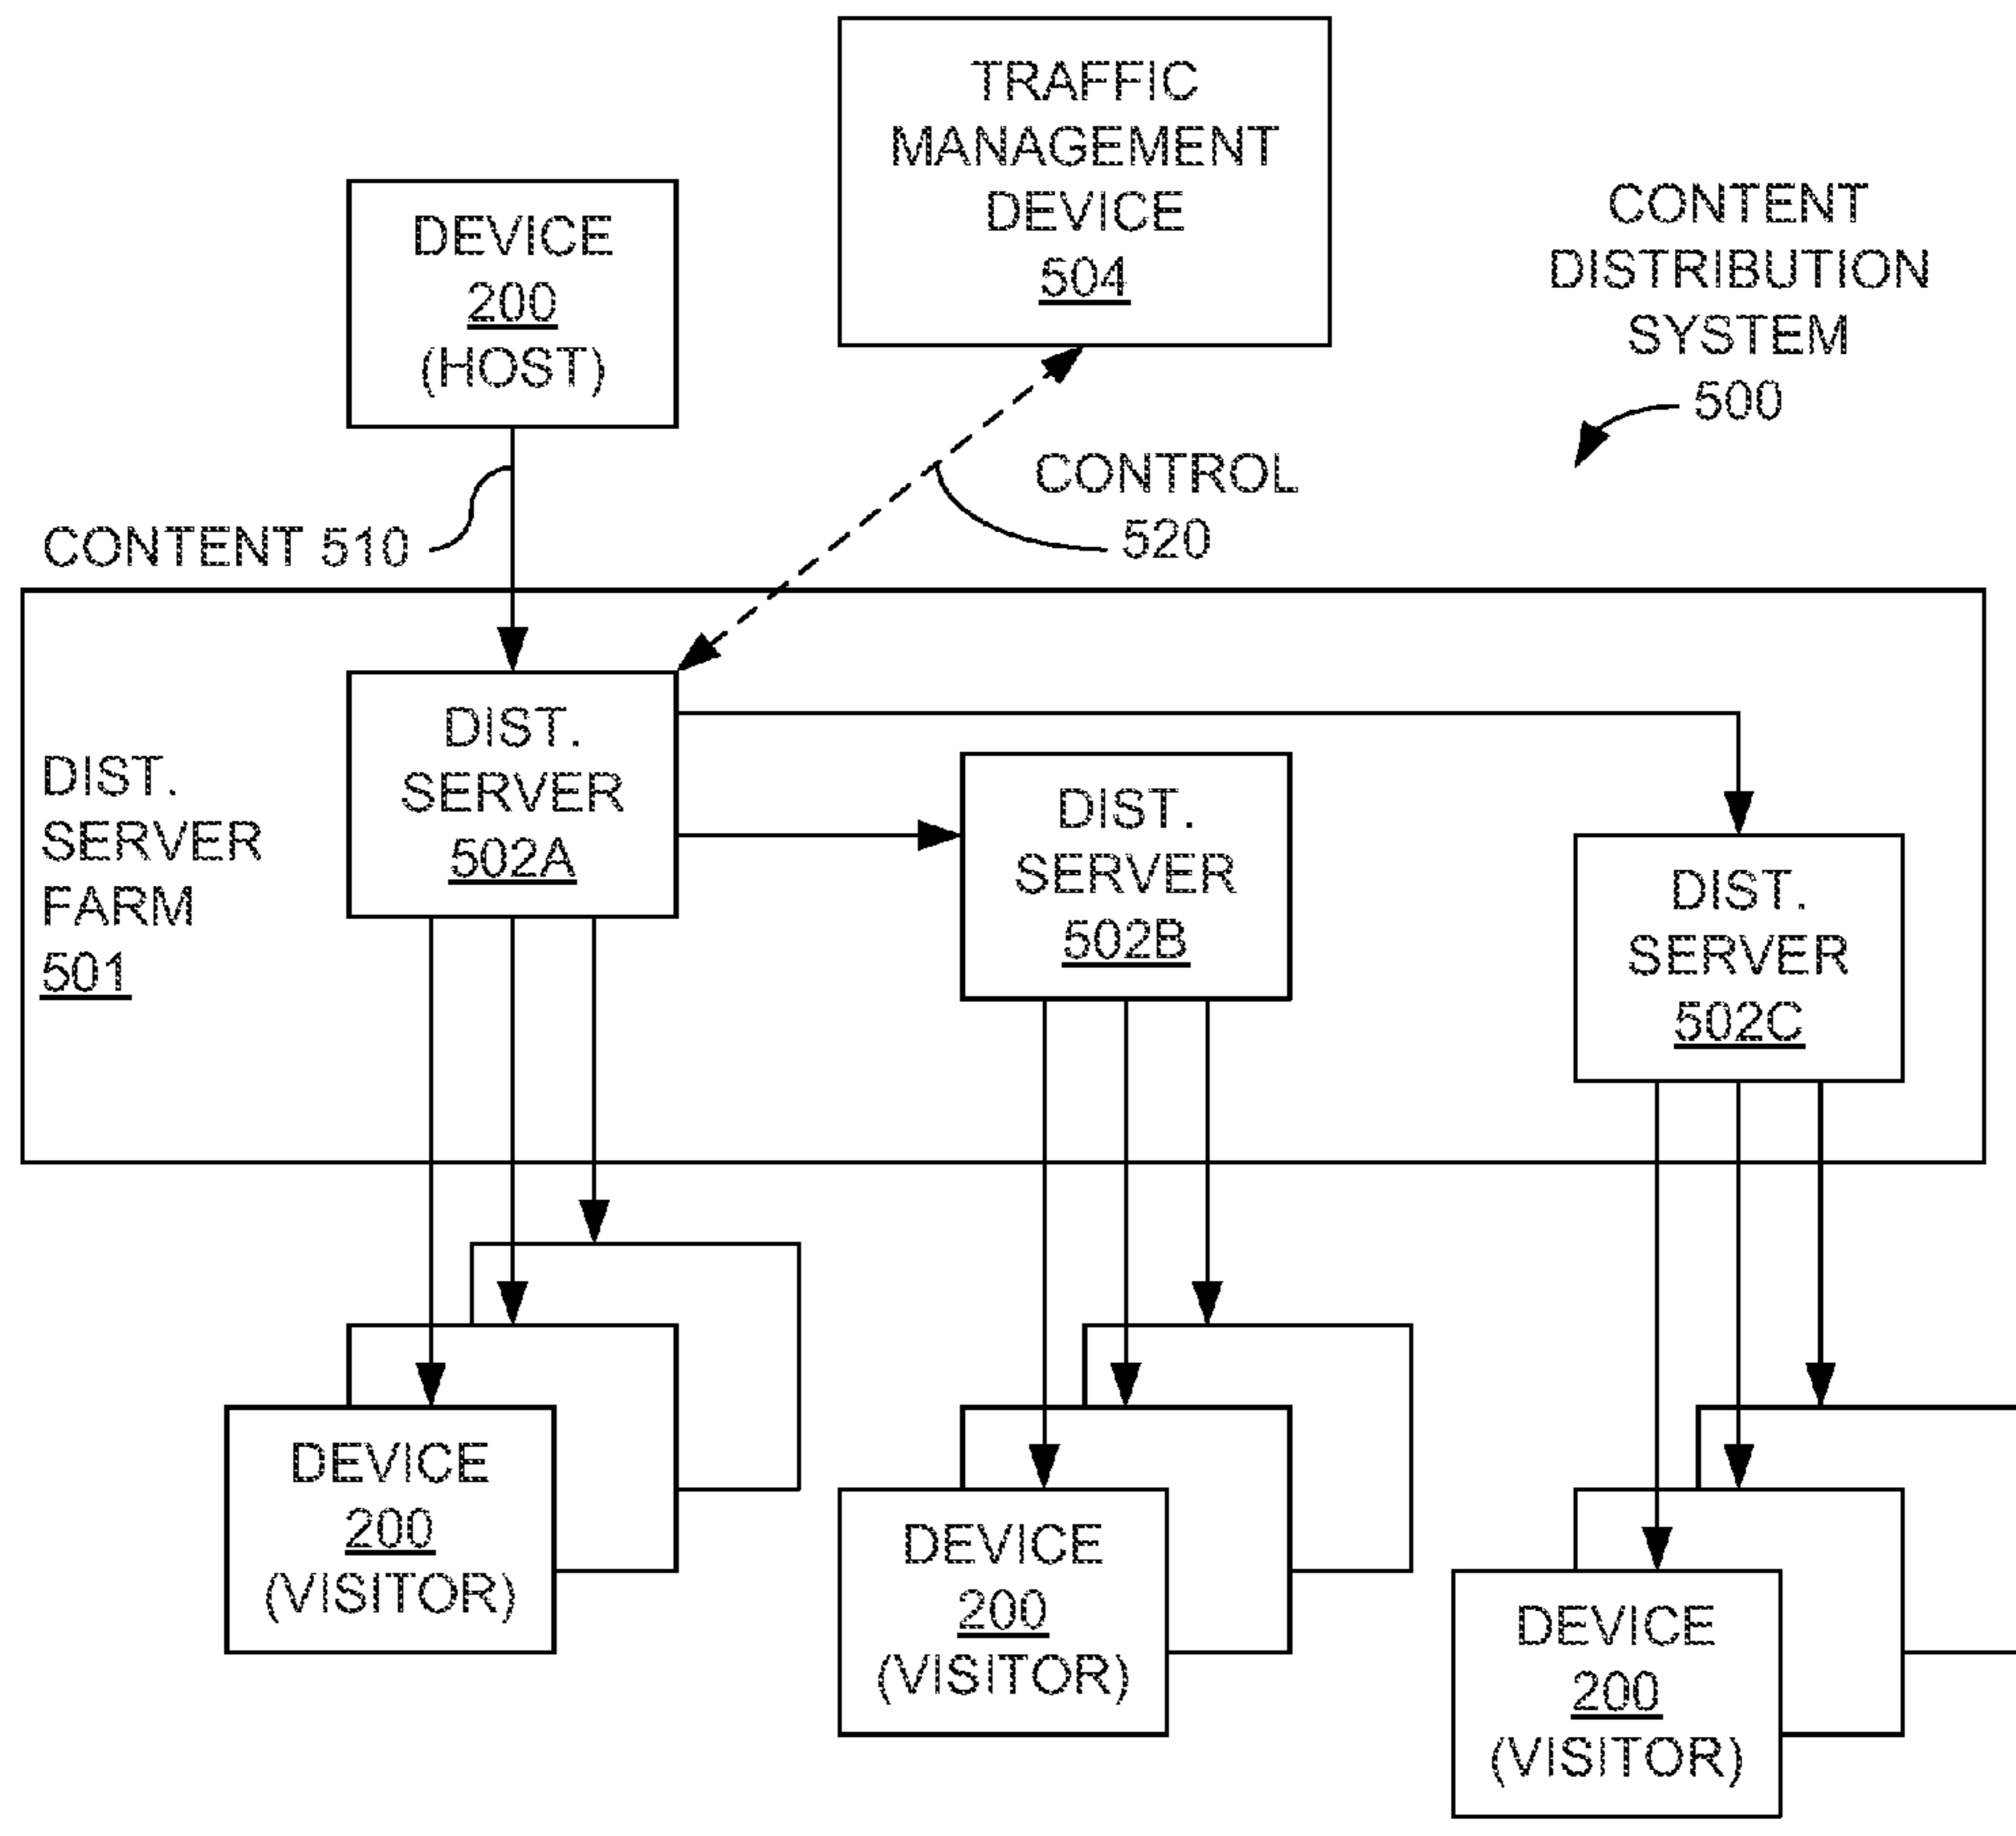 TRAFFIC
MANAGEMENT
DEVICE
504
DEVICE
200
(HOST)
CONTENT
DISTRIBUTION
SYSTEM
500
CONTROL
520
CONTENT 510
DIST.
SERVER
FARM
501
DIST.
SERVER
502A
DIST.
SERVER
502B
DIST.
SERVER
502C
DEVICE
200
(VISITOR)
DEVICE
200
(VISITOR)
DEVICE
200
(VISITOR)